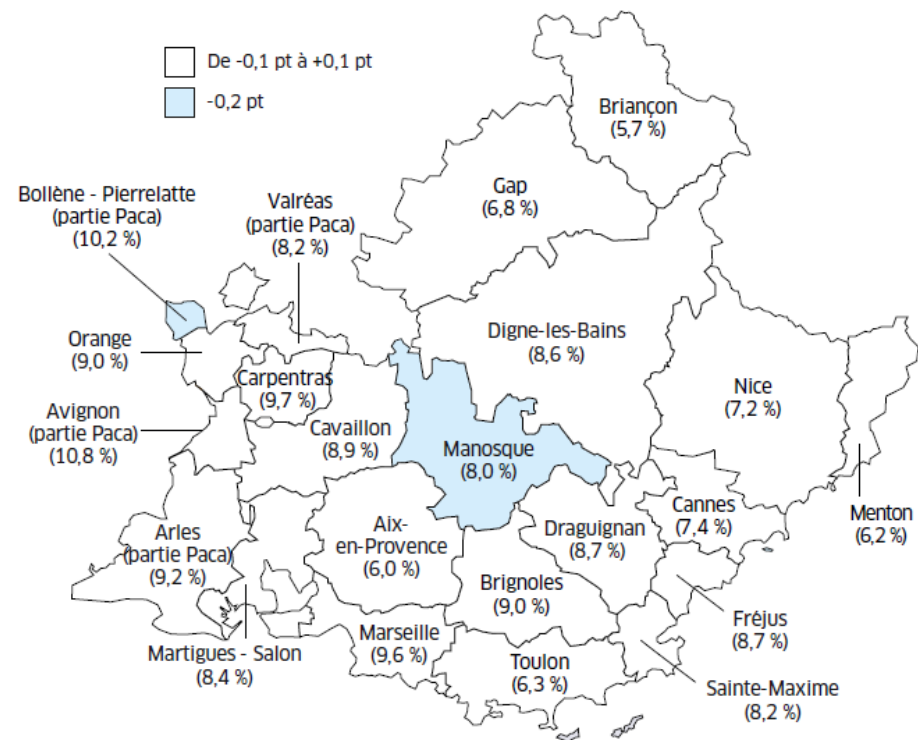 De -0,1 pt à +0,1 pt
-0,2 pt
Briançon
(5,7 %)
Gap
(6,8 %)
Bollène - Pierrelatte
(partie Paca)
(10,2 %)
Valréas
(partie Paca)
(8,2 %)
Orange
(9,0 %)
Digne-les-Bains
(8,6 %)
Carpentras
(9,7 %)
Nice
(7,2 %)
Avignon
(partie Paca)
(10,8 %)
Cavaillon
(8,9 %)
Manosque
(8,0 %)
Cannes
(7,4 %)
Menton
(6,2 %)
Arles
(partie Paca)
(9,2 %)
Aix-
en-Provence
(6,0 %)
Draguignan
(8,7 %)
Brignoles
(9,0 %)
Fréjus
(8,7 %)
Martigues - Salon
(8,4 %)
Marseille
(9,6 %)
Toulon
(6,3 %)
Sainte-Maxime
(8,2 %)